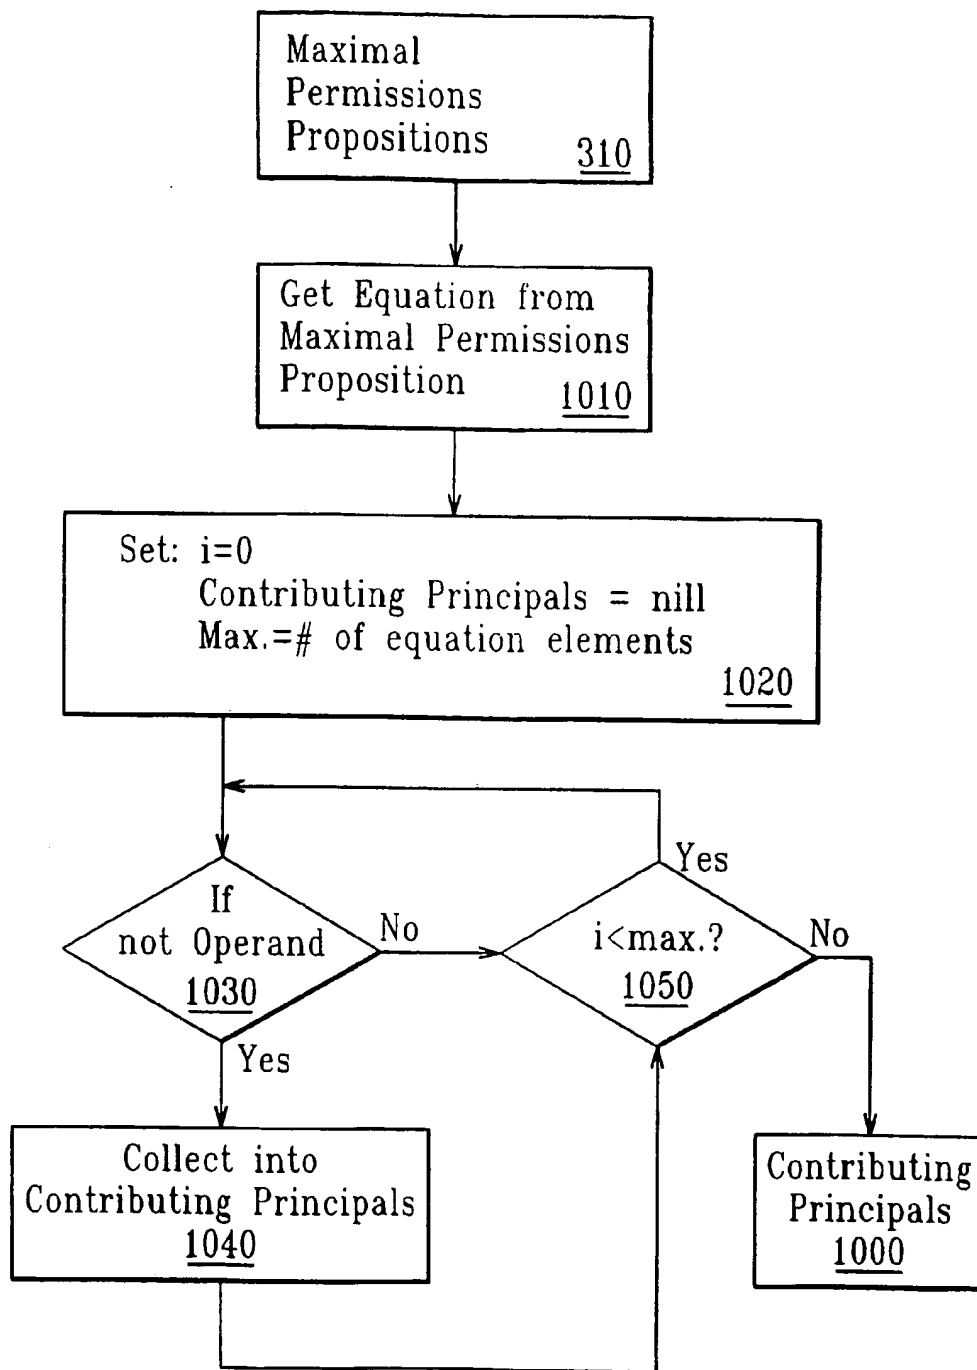 Maximal
Permissions
Propositions
310
Get Equation from
Maximal Permissions
Proposition
1010
Set: i=0
Contributing Principals = nill
Max.=# of equation elements
1020
If
not Operand
1030
No
Yes
i<max.?
1050
Yes
No
Collect into
Contributing Principals
1040
Contributing
Principals
1000